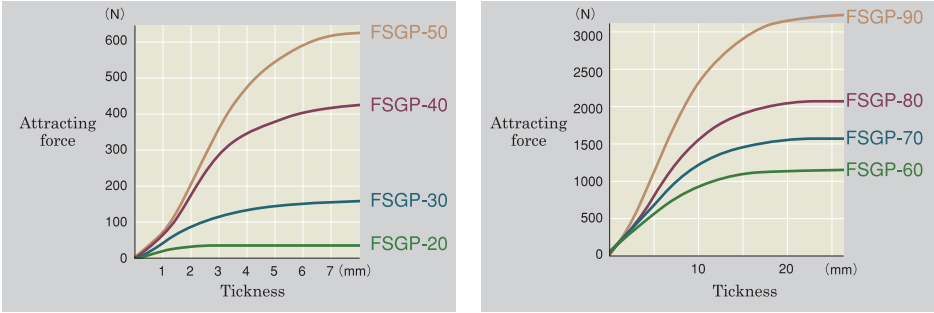 (N)
600
500
400
300
200
100
0
Attracting
force
FSGP-50
FSGP-40
FSGP-30
FSGP-20
1 2 3 4 5 6 7 (mm)
Tickness
(N)
3000
2500
2000
1500
1000
500
0
Attracting
force
FSGP-90
FSGP-80
FSGP-70
FSGP-60
10 20 (mm)
Tickness